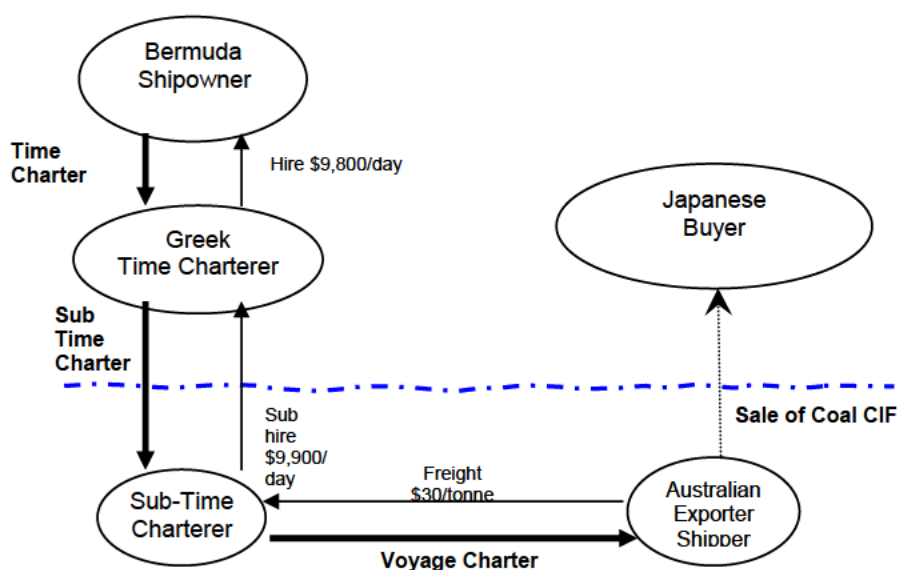 Bermuda
Shipowner
Time
Charter
Hire $9,800/day
Japanese
Buyer
Greek
Time Charterer
Sub
Time
Charter
Sub
hire
$9,900/
day
Sale of Coal CIF
Freight
$30/tonne
Sub-Time
Charterer
Australian
Exporter
Shipper
Voyage Charter